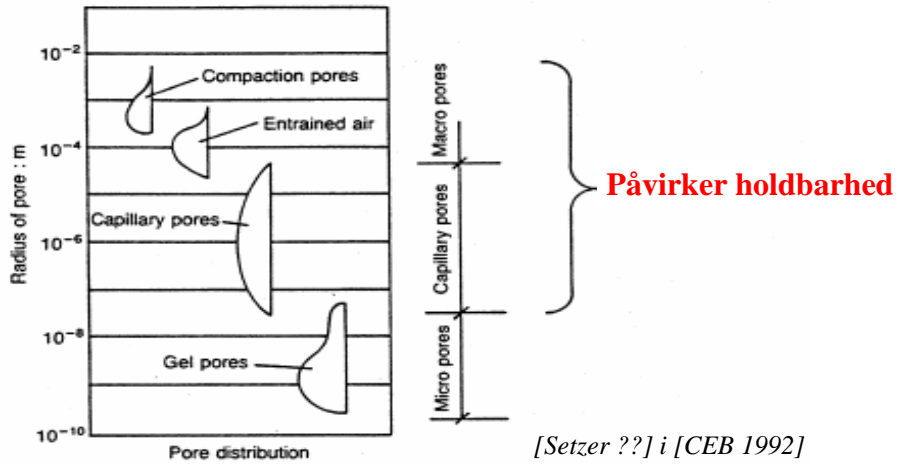 10⁻²
Compaction pores
Entrained air
10⁻⁴
Capillary pores
10⁻⁶
10⁻⁸
Gel pores
10⁻¹⁰
Radius of pore : m
Pore distribution
Macro pores
Capillary pores
Micro pores
Påvirker holdbarhed
[Setzer ??] i [CEB 1992]